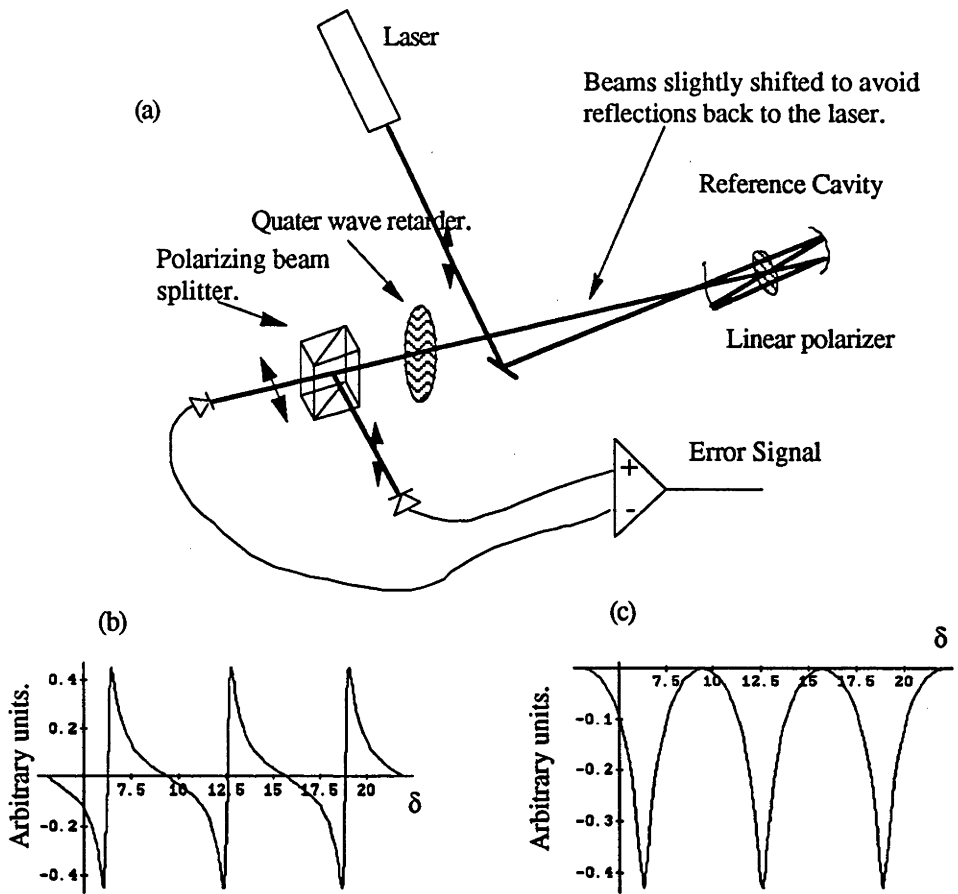 Laser
(a)
Beams slightly shifted to avoid
reflections back to the laser.
Reference Cavity
Quater wave retarder.
Polarizing beam
splitter.
Linear polarizer
Error Signal
+
-
(b)
Arbitrary units.
0.4
0.2
-0.2
-0.4
7.5 10 12.5 15 17.5 20
δ
(c)
δ
7.5 10 12.5 15 17.5 20
Arbitrary units.
-0.1
-0.2
-0.3
-0.4